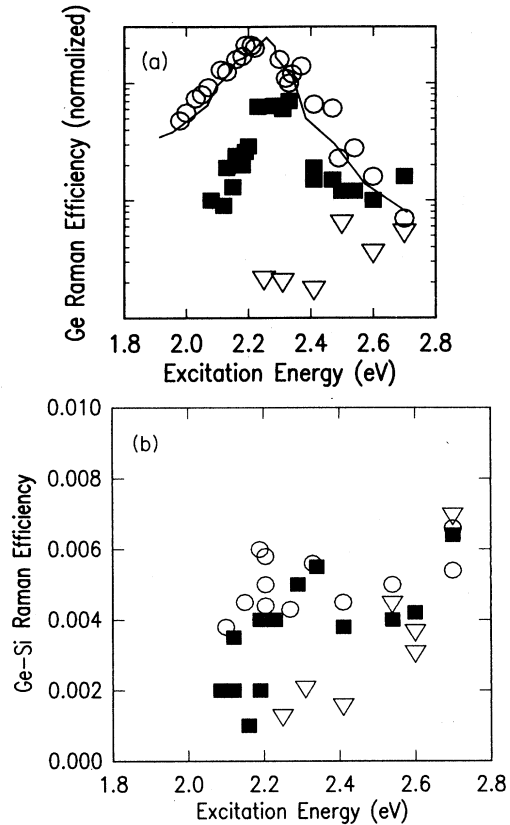 (a)
Ge Raman Efficiency (normalized)
1.8 2.0 2.2 2.4 2.6 2.8
Excitation Energy (eV)
0.010
(b)
0.008
0.006
0.004
0.002
0.000
Ge-Si Raman Efficiency
1.8 2.0 2.2 2.4 2.6 2.8
Excitation Energy (eV)